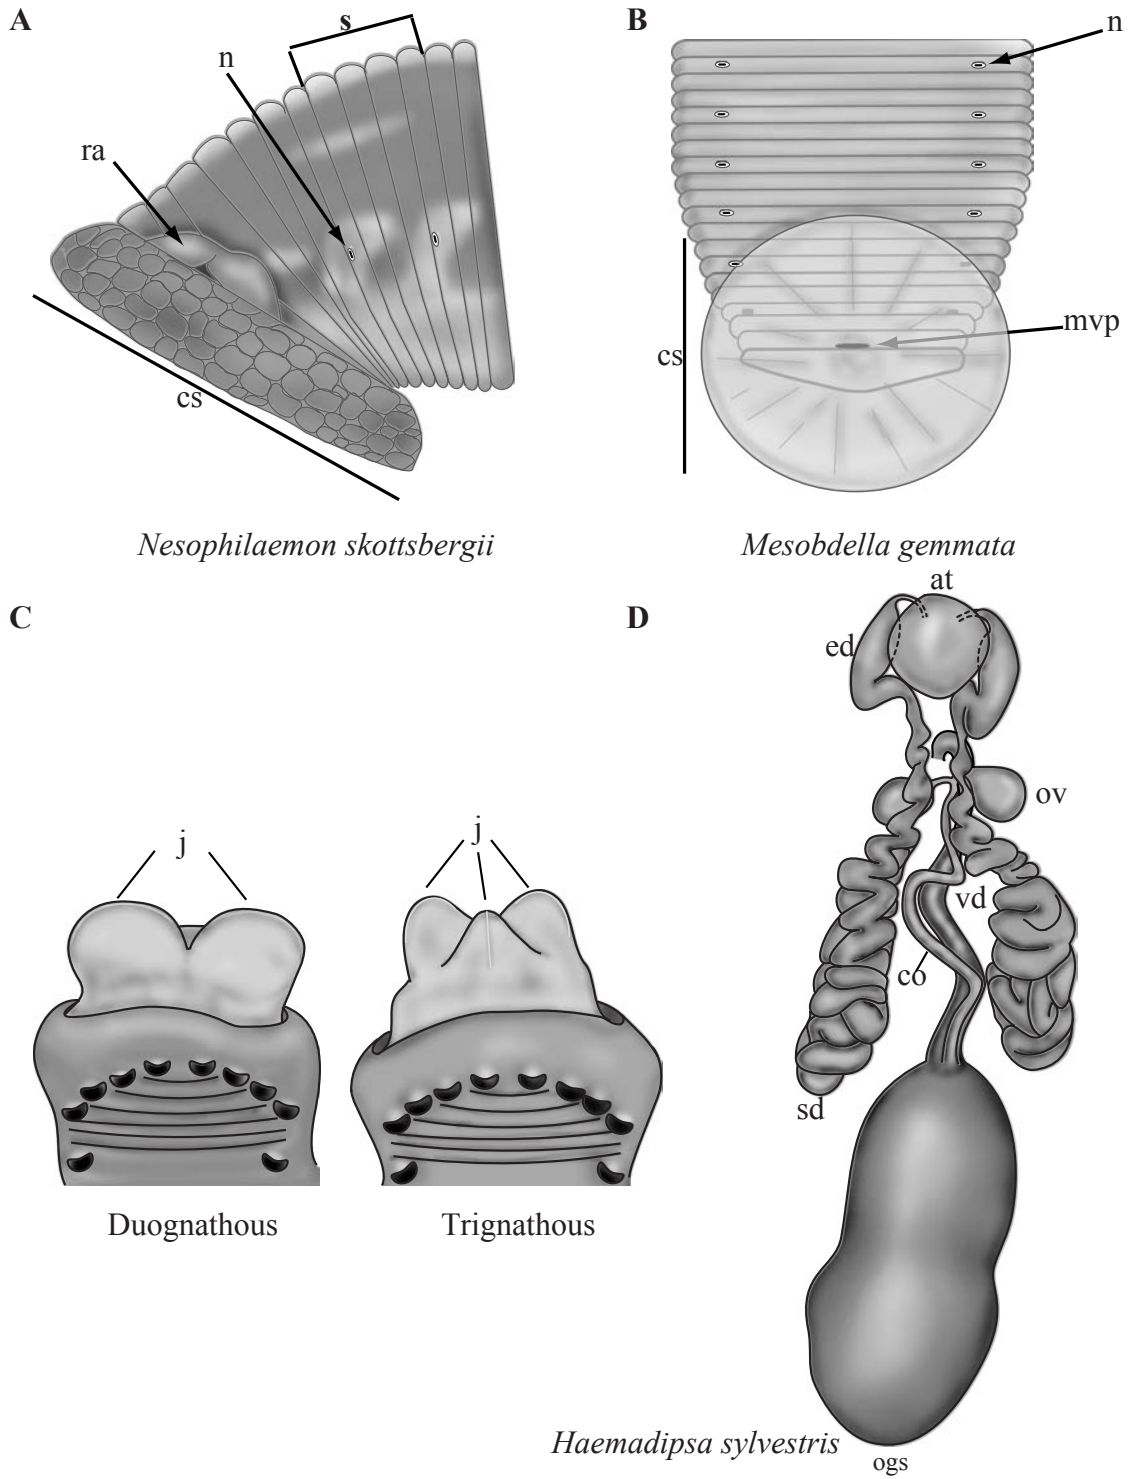 A
s
n
ra
cs
Nesophilaemon skottsbergii
B
n
mvp
cs
Mesobdella gemmata
C
j
j
Duognathous
Trignathous
D
at
ed
ov
vd
co
sd
Haemadipsa sylvestris
ogs